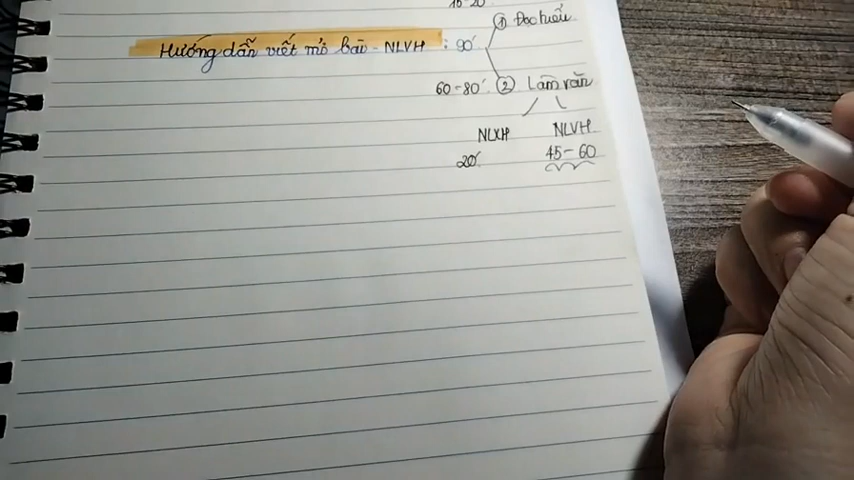 15-20'
① Đọc hiểu
Hướng dẫn viết mở bài - NLVH : 90'
60-80' ② Làm văn
NLXH NLVH
20' 45-60